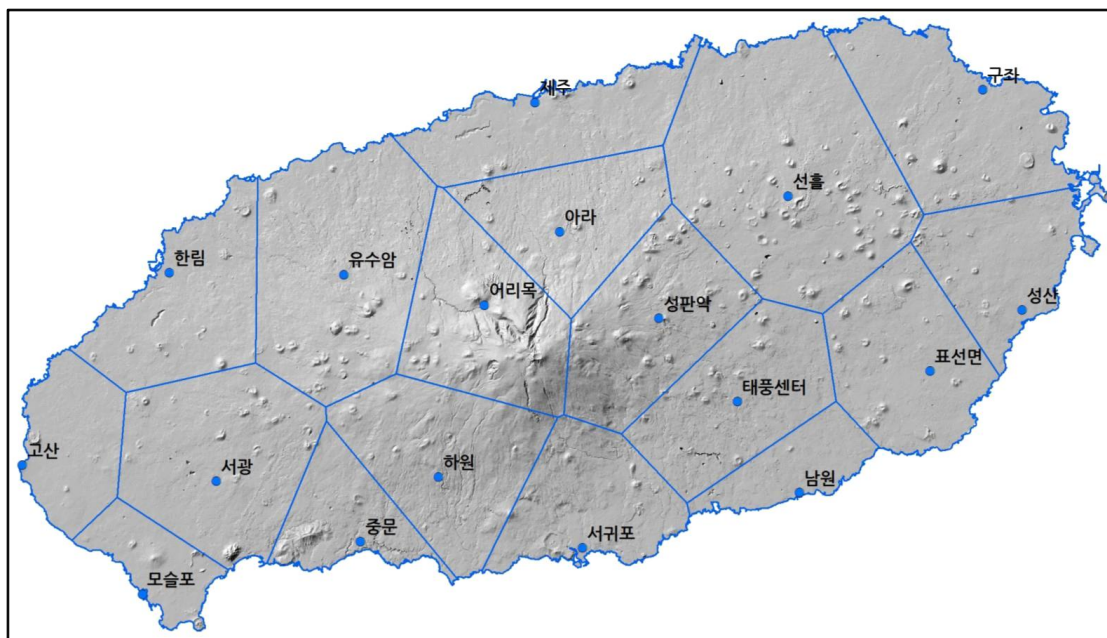 구좌
제주
선흘
아라
한림
유수암
어리목
성판악
성산
표선면
태풍센터
고산
서광
하원
남원
중문
서귀포
모슬포